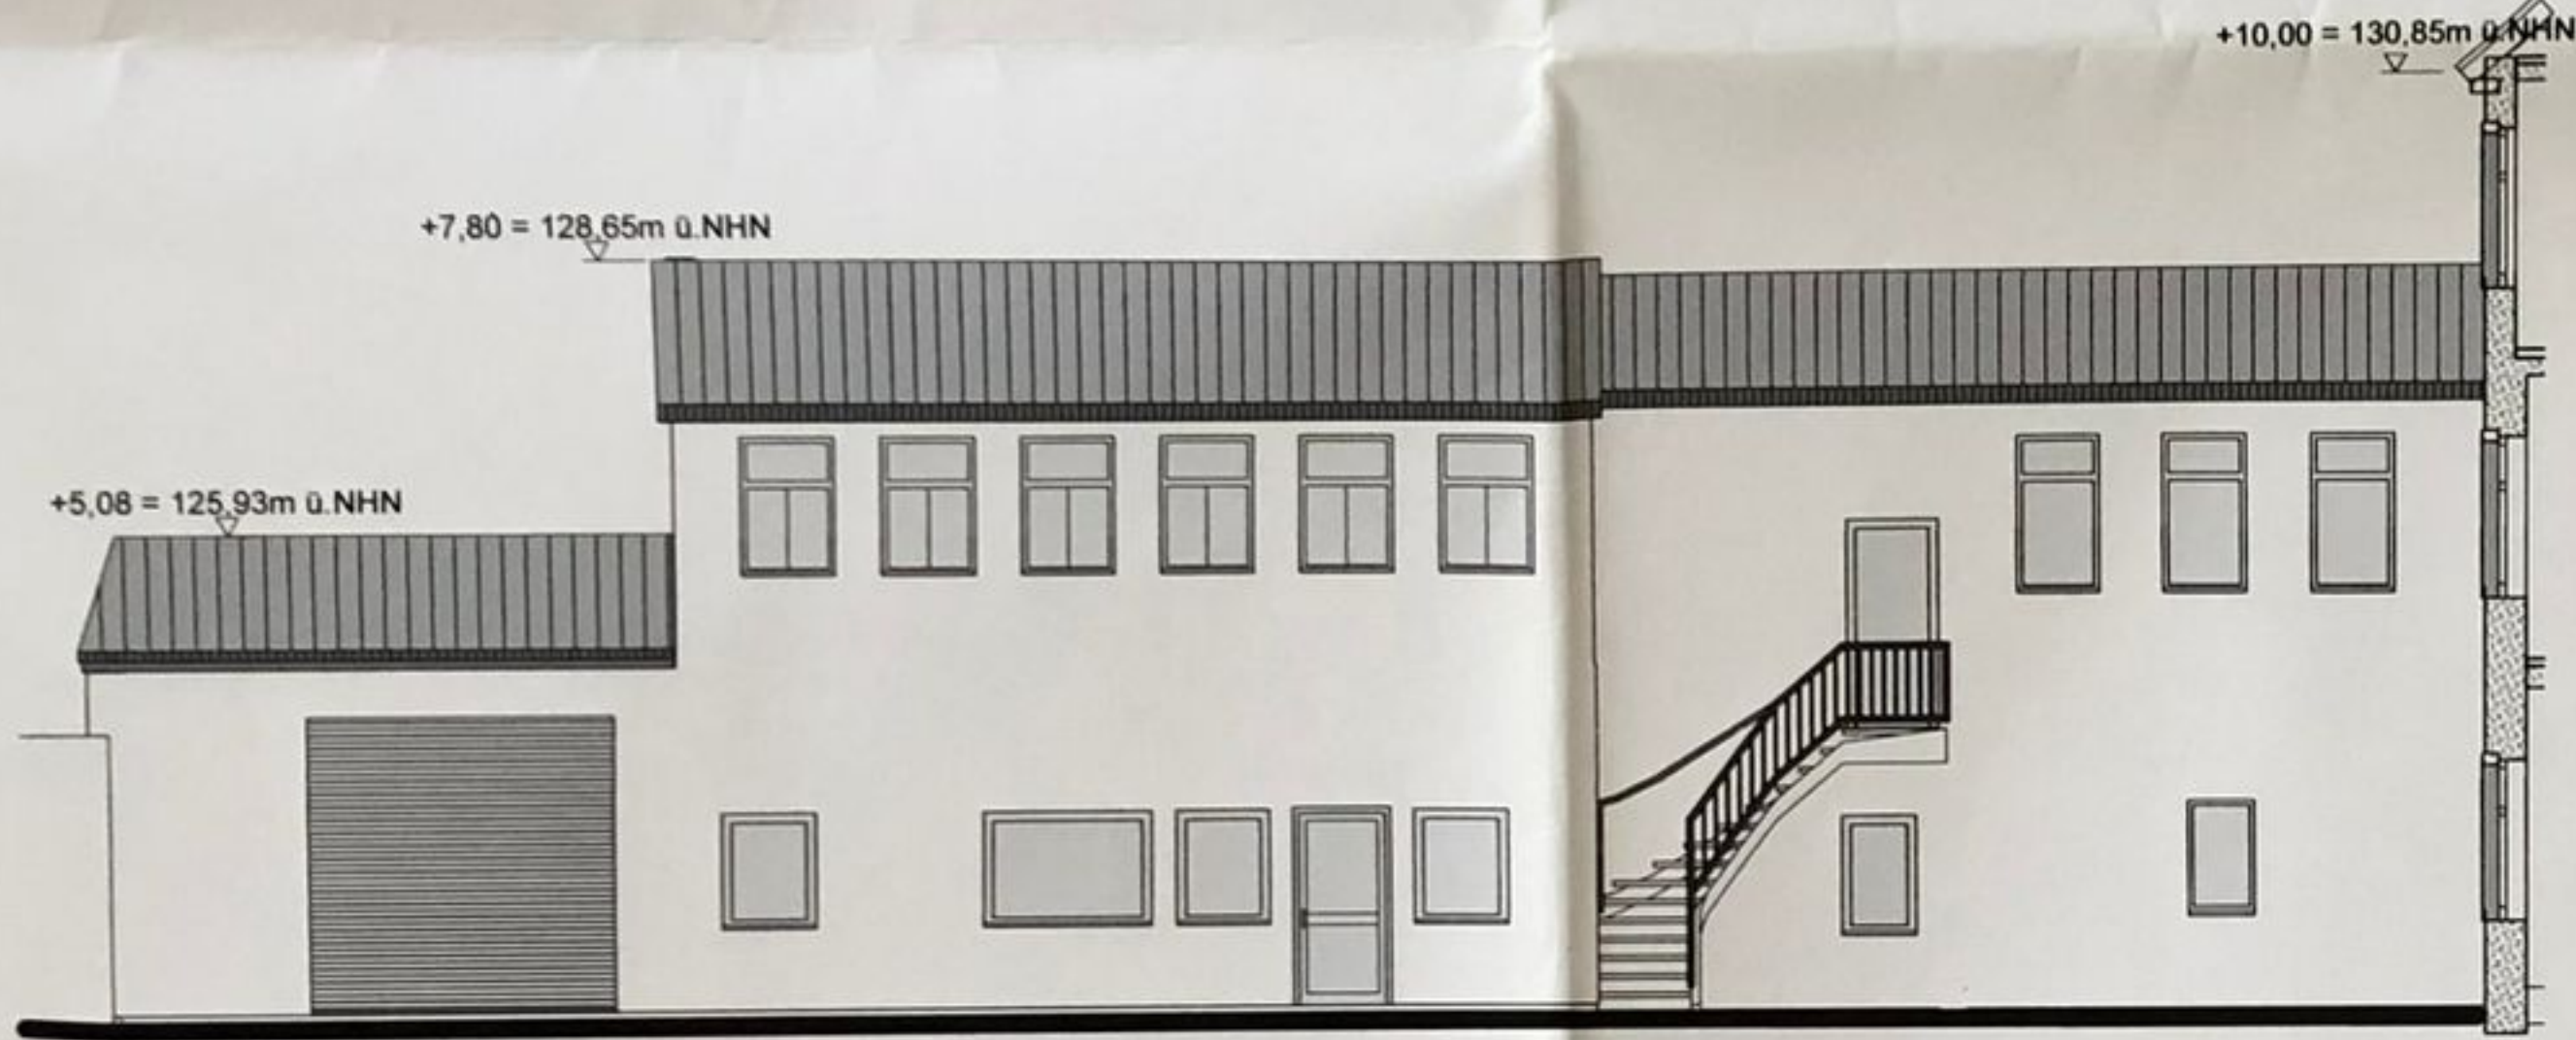 +10,00 = 130,85m ü.NHN
+7,80 = 128,65m ü.NHN
+5,08 = 125,93m ü.NHN